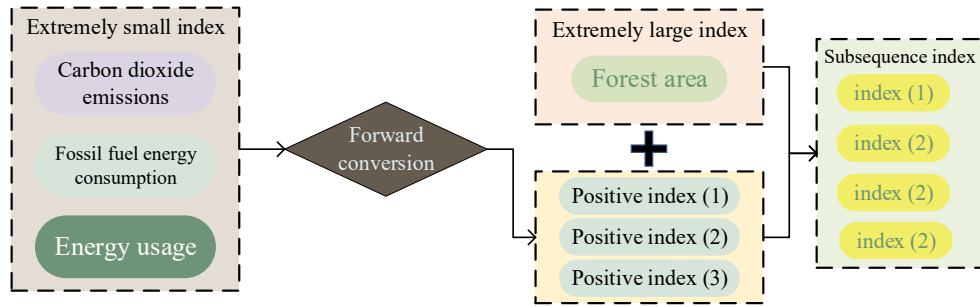 Extremely small index
Carbon dioxide
emissions
Fossil fuel energy
consumption
Energy usage
Forward
conversion
Extremely large index
Forest area
Positive index (1)
Positive index (2)
Positive index (3)
Subsequence index
index (1)
index (2)
index (2)
index (2)